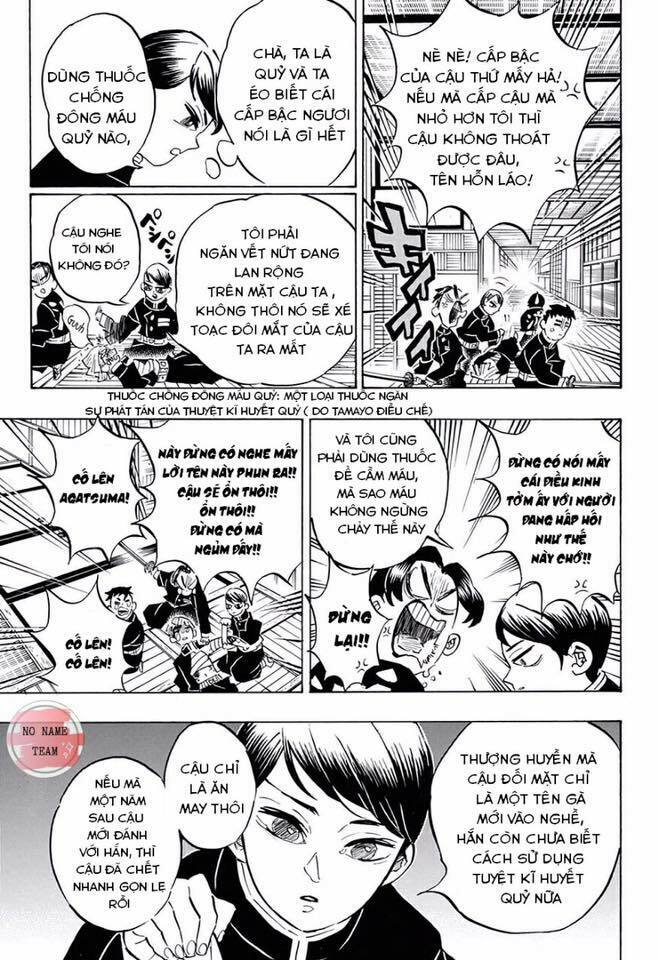 NÈ NÈ! CẤP BẬC
CỦA CẬU THỨ MẤY HẢ!
NẾU MÀ CẤP CẬU MÀ
NHỎ HƠN TÔI THÌ
CẬU KHÔNG THOÁT
ĐƯỢC ĐÂU,
TÊN HỖN LÁO!
CHÀ, TA LÀ
QUỶ VÀ TA
ÉO BIẾT CÁI
CẤP BẬC NGƯƠI
NÓI LÀ GÌ HẾT
DÙNG THUỐC
CHỐNG
ĐÔNG MÁU
QUỶ NÀO,
TÔI PHẢI
NGĂN VẾT NỨT ĐANG
LAN RỘNG
TRÊN MẶT CẬU TA ,
KHÔNG THÔI NÓ SẼ XÉ
TOẠC ĐÔI MẮT CỦA CẬU
TA RA MẤT
CẬU NGHE
TÔI NÓI
KHÔNG ĐÓ?
THUỐC CHỐNG ĐÔNG MÁU QUỶ: MỘT LOẠI THUỐC NGĂN
SỰ PHÁT TÁN CỦA THUYỆT KĨ HUYẾT QUỶ ( DO TAMAYO ĐIỀU CHẾ)
ĐỪNG CÓ NÓI MẤY
CÁI ĐIỀU KINH
TỞM ẤY VỚI NGƯỜI
ĐANG HẤP HỐI
NHƯ THẾ
NÀY CHỚ!!
VÀ TÔI CŨNG
PHẢI DÙNG THUỐC
ĐỂ CẦM MÁU,
MÀ SAO MÁU
KHÔNG NGỪNG
CHẢY THẾ NÀY
ĐỪNG
LẠI!!!
NÀY ĐỪNG CÓ NGHE MẤY
LỜI TÊN NÀY PHUN RA!!
CẬU SẼ ỔN THÔI!!
ỔN THÔI!!
ĐỪNG CÓ MÀ
NGỦM ĐẤY!!
CỐ LÊN
AGATSUMA!
CỐ LÊN!
CỐ LÊN!
NO NAME
TEAM
THƯỢNG HUYỀN MÀ
CẬU ĐỐI MẶT CHỈ
LÀ MỘT TÊN GÀ
MỚI VÀO NGHỀ,
HẮN CÒN CHƯA BIẾT
CÁCH SỬ DỤNG
TUYỆT KĨ HUYẾT
QUỶ NỮA
CẬU CHỈ
LÀ ĂN
MAY THÔI
NẾU MÀ
MỘT NĂM
SAU CẬU
MỚI ĐÁNH
VỚI HẮN, THÌ
CẬU ĐÃ CHẾT
NHANH GỌN LẸ
RỒI